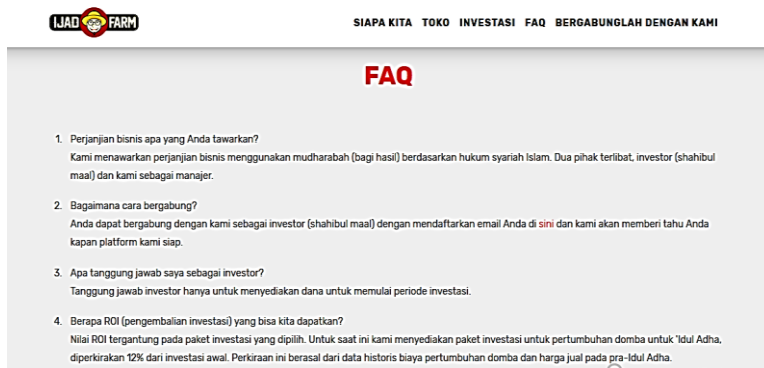 IJAD FARM
SIAPA KITA TOKO INVESTASI FAQ BERGABUNGLAH DENGAN KAMI
FAQ
1. Perjanjian bisnis apa yang Anda tawarkan?
Kami menawarkan perjanjian bisnis menggunakan mudharabah (bagi hasil) berdasarkan hukum syariah Islam. Dua pihak terlibat, investor (shahibul
maal) dan kami sebagai manajer.
2. Bagaimana cara bergabung?
Anda dapat bergabung dengan kami sebagai investor (shahibul maal) dengan mendaftarkan email Anda di sini dan kami akan memberi tahu Anda
kapan platform kami siap.
3. Apa tanggung jawab saya sebagai investor?
Tanggung jawab investor hanya untuk menyediakan dana untuk memulai periode investasi.
4. Berapa ROI (pengembalian investasi) yang bisa kita dapatkan?
Nilai ROI tergantung pada paket investasi yang dipilih. Untuk saat ini kami menyediakan paket investasi untuk pertumbuhan domba untuk 'Idul Adha,
diperkirakan 12% dari investasi awal. Perkiraan ini berasal dari data historis biaya pertumbuhan domba dan harga jual pada pra-Idul Adha.